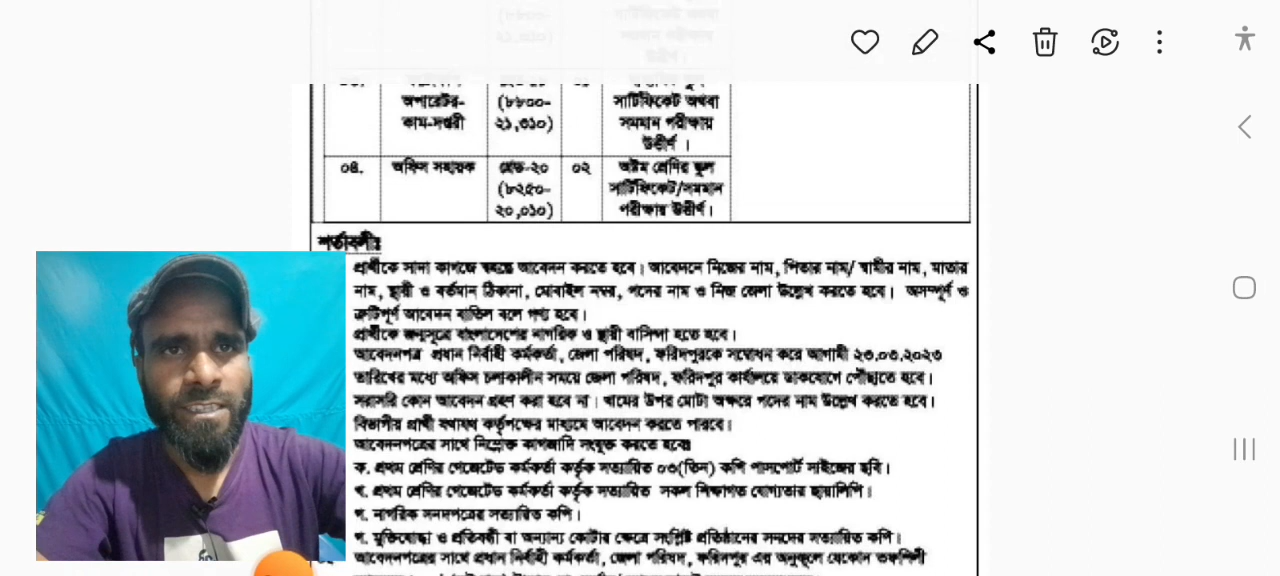 অপারেটর- (৮৮০০- সার্টিফিকেট অথবা
কাম-দপ্তরী ২১,৩১০) সমমান পরীক্ষায়
উত্তীর্ণ ।
০৪. অফিস সহায়ক গ্রেড-২০ ০২ অষ্টম শ্রেণির স্কুল
(৮২৫০- সার্টিফিকেট/সমমান
২০,০১০) পরীক্ষায় উত্তীর্ণ।
শর্তাবলীঃ
প্রার্থীকে সাদা কাগজে স্বহস্তে আবেদন করতে হবে। আবেদনে নিজের নাম, পিতার নাম/ স্বামীর নাম, মাতার
নাম, স্থায়ী ও বর্তমান ঠিকানা, মোবাইল নম্বর, পদের নাম ও নিজ জেলা উল্লেখ করতে হবে। অসম্পূর্ণ ও
ত্রুটিপূর্ণ আবেদন বাতিল বলে গণ্য হবে।
প্রার্থীকে জন্মসূত্রে বাংলাদেশের নাগরিক ও স্থায়ী বাসিন্দা হতে হবে।
আবেদনপত্র প্রধান নির্বাহী কর্মকর্তা, জেলা পরিষদ, ফরিদপুরকে সম্বোধন করে আগামী ২৩.০৩.২০২৩
তারিখের মধ্যে অফিস চলাকালীন সময়ে জেলা পরিষদ, ফরিদপুর কার্যালয়ে ডাকযোগে পৌঁছাতে হবে।
সরাসরি কোন আবেদন গ্রহণ করা হবে না। খামের উপর মোটা অক্ষরে পদের নাম উল্লেখ করতে হবে।
বিভাগীয় প্রার্থী যথাযথ কর্তৃপক্ষের মাধ্যমে আবেদন করতে পারবে।
আবেদনপত্রের সাথে নিম্নোক্ত কাগজাদি সংযুক্ত করতে হবেঃ
ক. প্রথম শ্রেণির গেজেটেড কর্মকর্তা কর্তৃক সত্যায়িত ০৩(তিন) কপি পাসপোর্ট সাইজের ছবি।
খ. প্রথম শ্রেণির গেজেটেড কর্মকর্তা কর্তৃক সত্যায়িত সকল শিক্ষাগত যোগ্যতার ছায়ালিপি।
গ. নাগরিক সনদপত্রের সত্যায়িত কপি।
গ. মুক্তিযোদ্ধা ও প্রতিবন্ধী বা অন্যান্য কোটার ক্ষেত্রে সংশ্লিষ্ট প্রতিষ্ঠানের সনদের সত্যায়িত কপি।
আবেদনপত্রের সাথে প্রধান নির্বাহী কর্মকর্তা, জেলা পরিষদ, ফরিদপুর এর অনুকূলে যেকোন তফশিলী